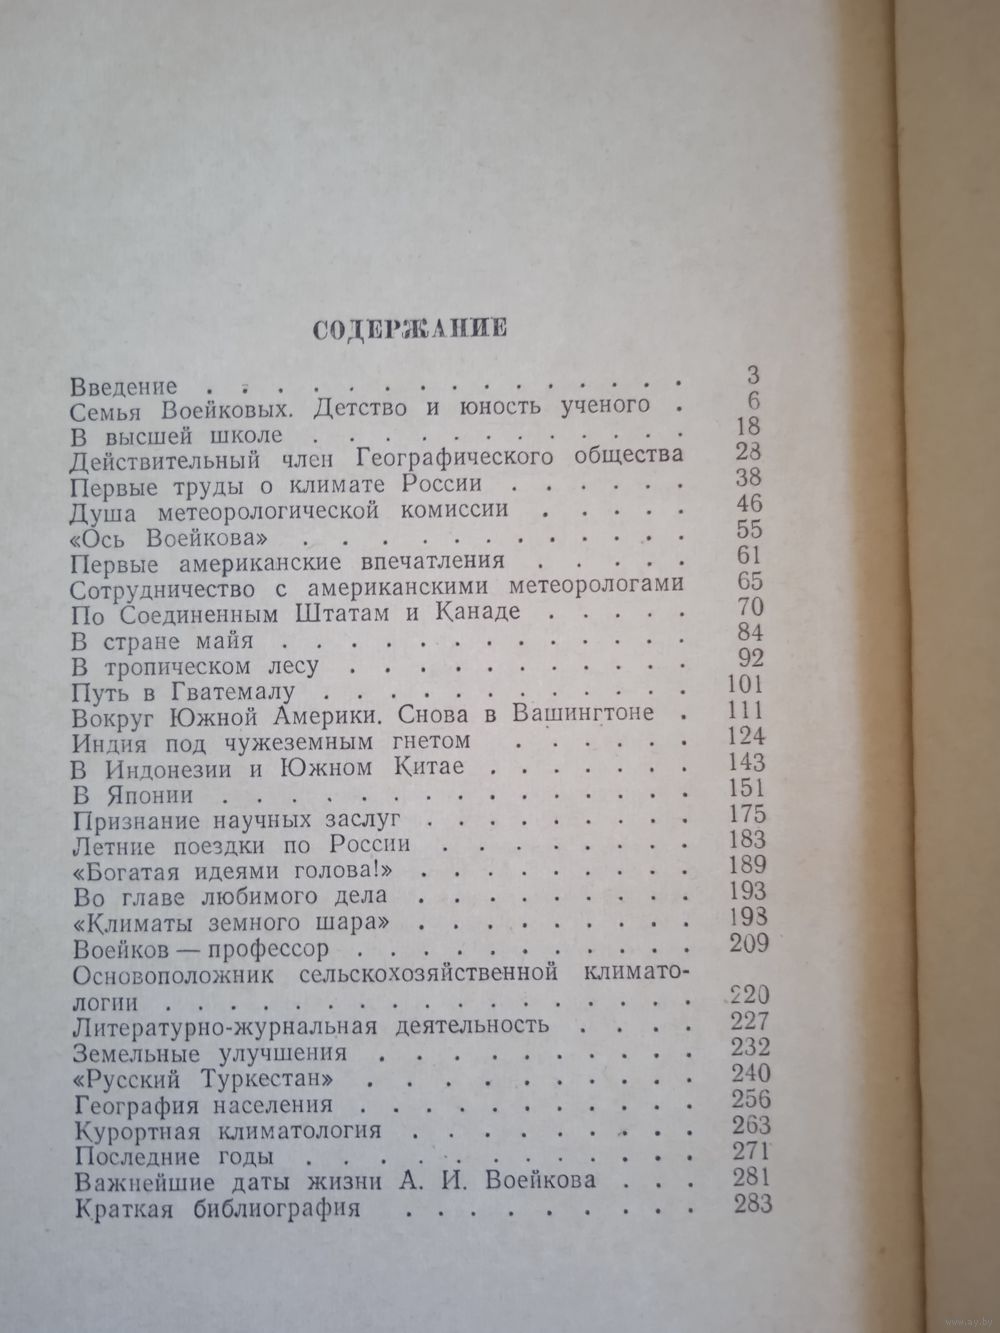 СОДЕРЖАНИЕ
Введение . . . . . . . . . . . . . . 3
Семья Воейковых. Детство и юность ученого . 6
В высшей школе . . . . . . . . . . . 18
Действительный член Географического общества 28
Первые труды о климате России . . . . . . 38
Душа метеорологической комиссии . . . . . 46
«Ось Воейкова» . . . . . . . . . . . 55
Первые американские впечатления . . . . . 61
Сотрудничество с американскими метеорологами 65
По Соединенным Штатам и Канаде . . . . . 70
В стране майя . . . . . . . . . . . . 84
В тропическом лесу . . . . . . . . . . 92
Путь в Гватемалу . . . . . . . . . . . 101
Вокруг Южной Америки. Снова в Вашингтоне . 111
Индия под чужеземным гнетом . . . . . . 124
В Индонезии и Южном Китае . . . . . . . 143
В Японии . . . . . . . . . . . . . . 151
Признание научных заслуг . . . . . . . . 175
Летние поездки по России . . . . . . . . 183
«Богатая идеями голова!» . . . . . . . . 189
Во главе любимого дела . . . . . . . . 193
«Климаты земного шара» . . . . . . . . 198
Воейков — профессор . . . . . . . . . . 209
Основоположник сельскохозяйственной климато-
логии . . . . . . . . . . . . . . . . 220
Литературно-журнальная деятельность . . . . 227
Земельные улучшения . . . . . . . . . . 232
«Русский Туркестан» . . . . . . . . . . 240
География населения . . . . . . . . . . 256
Курортная климатология . . . . . . . . . 263
Последние годы . . . . . . . . . . . . 271
Важнейшие даты жизни А. И. Воейкова . . . 281
Краткая библиография . . . . . . . . . 283
www.ay.by